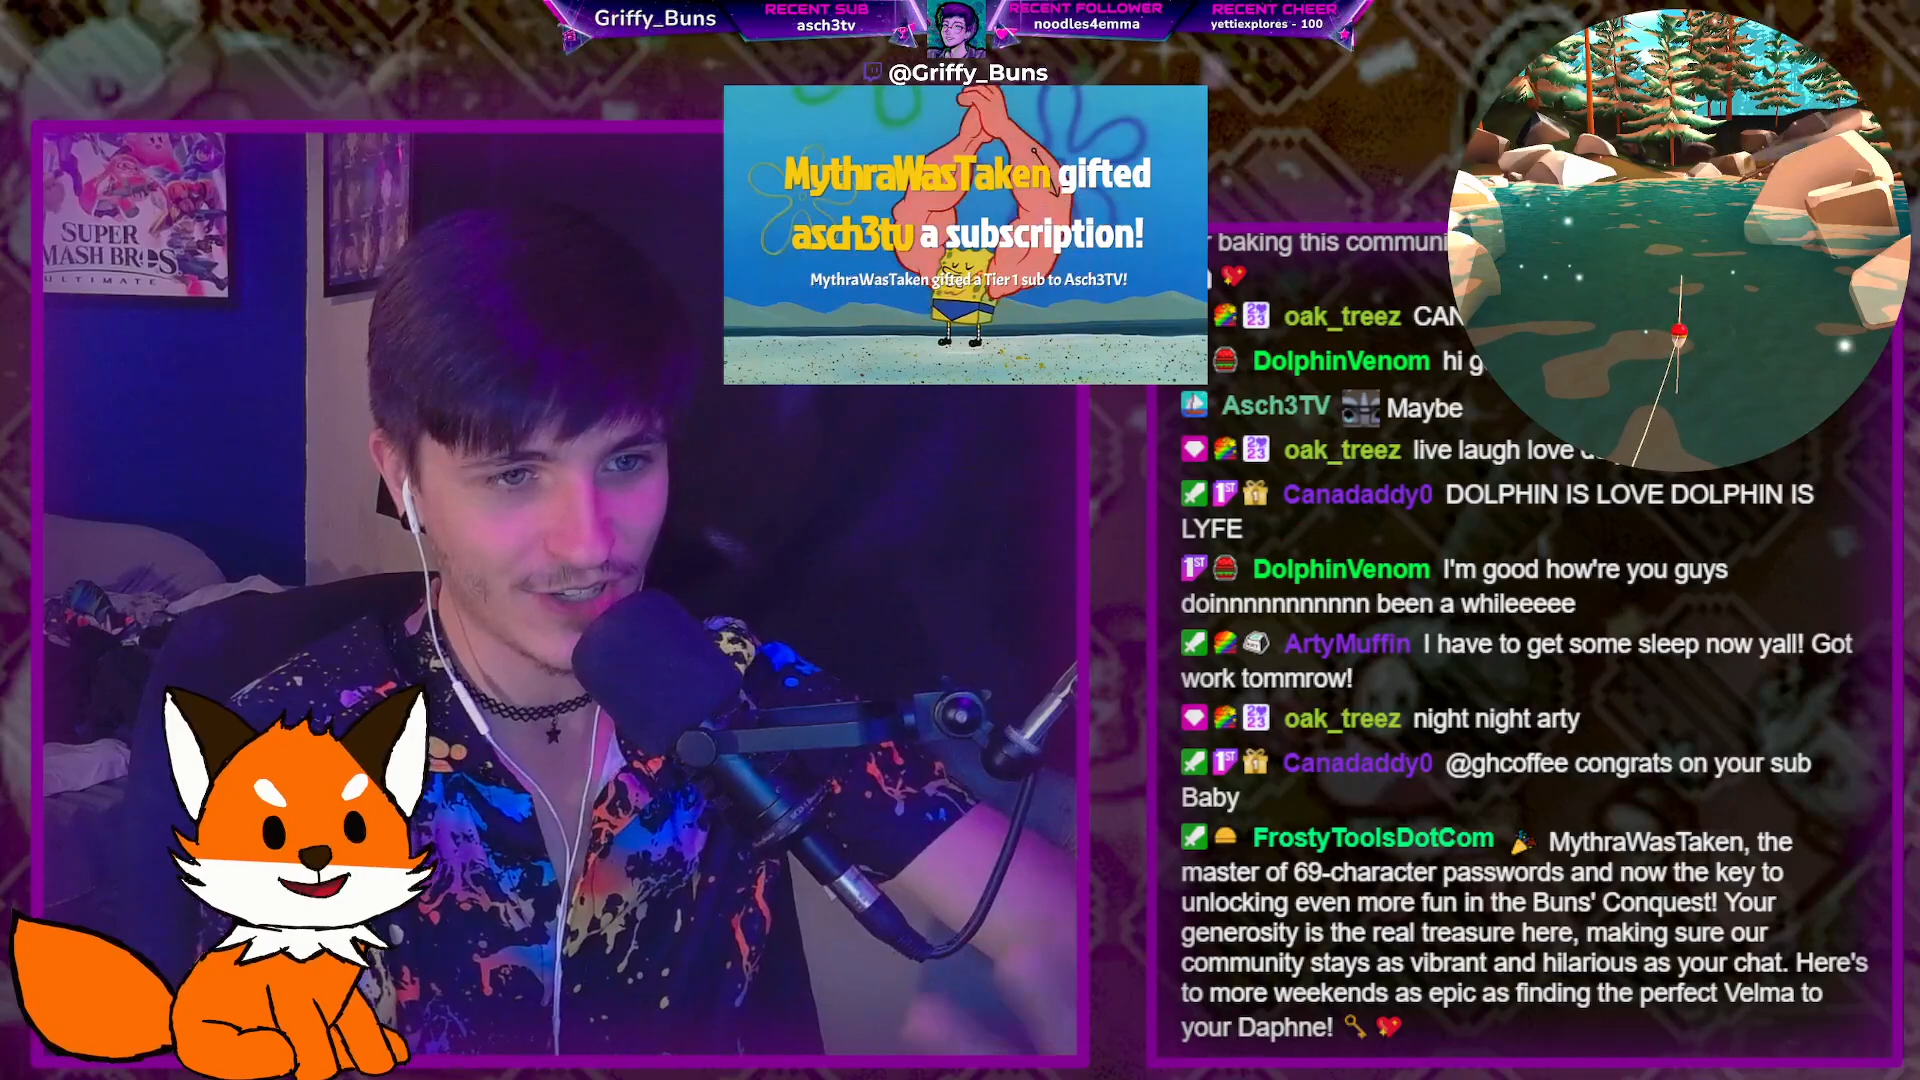 Griffy_Buns
RECENT SUB
asch3tv
RECENT FOLLOWER
noodles4emma
RECENT CHEER
yettiexplores - 100
@Griffy_Buns
SUPER
SMASH BROS
ULTIMATE
MythraWasTaken gifted
asch3tv a subscription!
MythraWasTaken gifted a Tier 1 sub to Asch3TV!
baking this communi
oak_treez CAN
DolphinVenom hi g
Asch3TV Maybe
oak_treez live laugh love
Canadaddy0 DOLPHIN IS LOVE DOLPHIN IS
LYFE
DolphinVenom I'm good how're you guys
doinnnnnnnnnnn been a whileeeee
ArtyMuffin I have to get some sleep now yall! Got
work tommrow!
oak_treez night night arty
Canadaddy0 @ghcoffee congrats on your sub
Baby
FrostyToolsDotCom MythraWasTaken, the
master of 69-character passwords and now the key to
unlocking even more fun in the Buns' Conquest! Your
generosity is the real treasure here, making sure our
community stays as vibrant and hilarious as your chat. Here's
to more weekends as epic as finding the perfect Velma to
your Daphne!